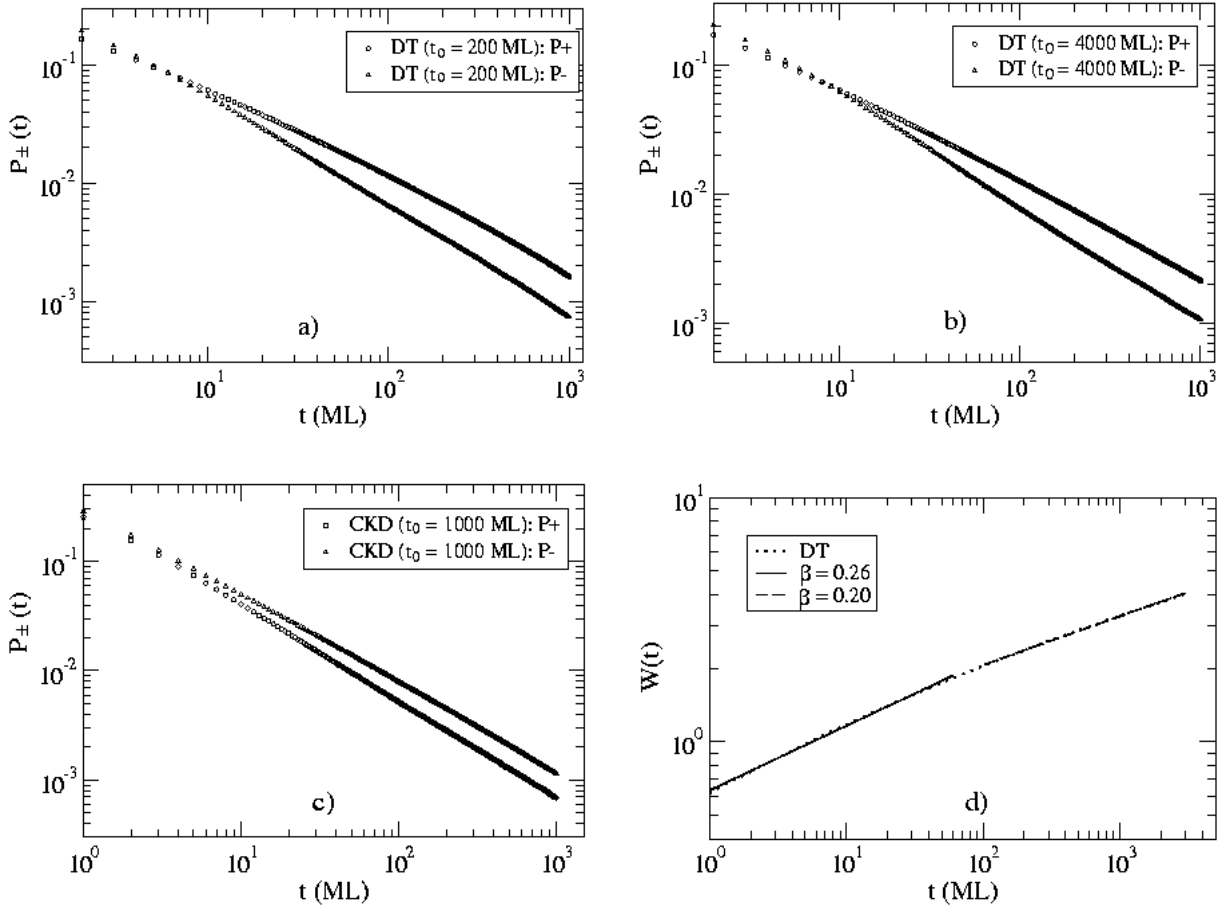 DT (t₀ = 200 ML): P+
DT (t₀ = 200 ML): P-
10⁻¹
10⁻²
10⁻³
P± (t)
a)
10¹ 10² 10³
t (ML)
DT (t₀ = 4000 ML): P+
DT (t₀ = 4000 ML): P-
10⁻¹
10⁻²
10⁻³
P± (t)
b)
10¹ 10² 10³
t (ML)
CKD (t₀ = 1000 ML): P+
CKD (t₀ = 1000 ML): P-
10⁻¹
10⁻²
10⁻³
P± (t)
c)
10⁰ 10¹ 10² 10³
t (ML)
10¹
DT
β = 0.26
β = 0.20
10⁰
W(t)
d)
10⁰ 10¹ 10² 10³
t (ML)